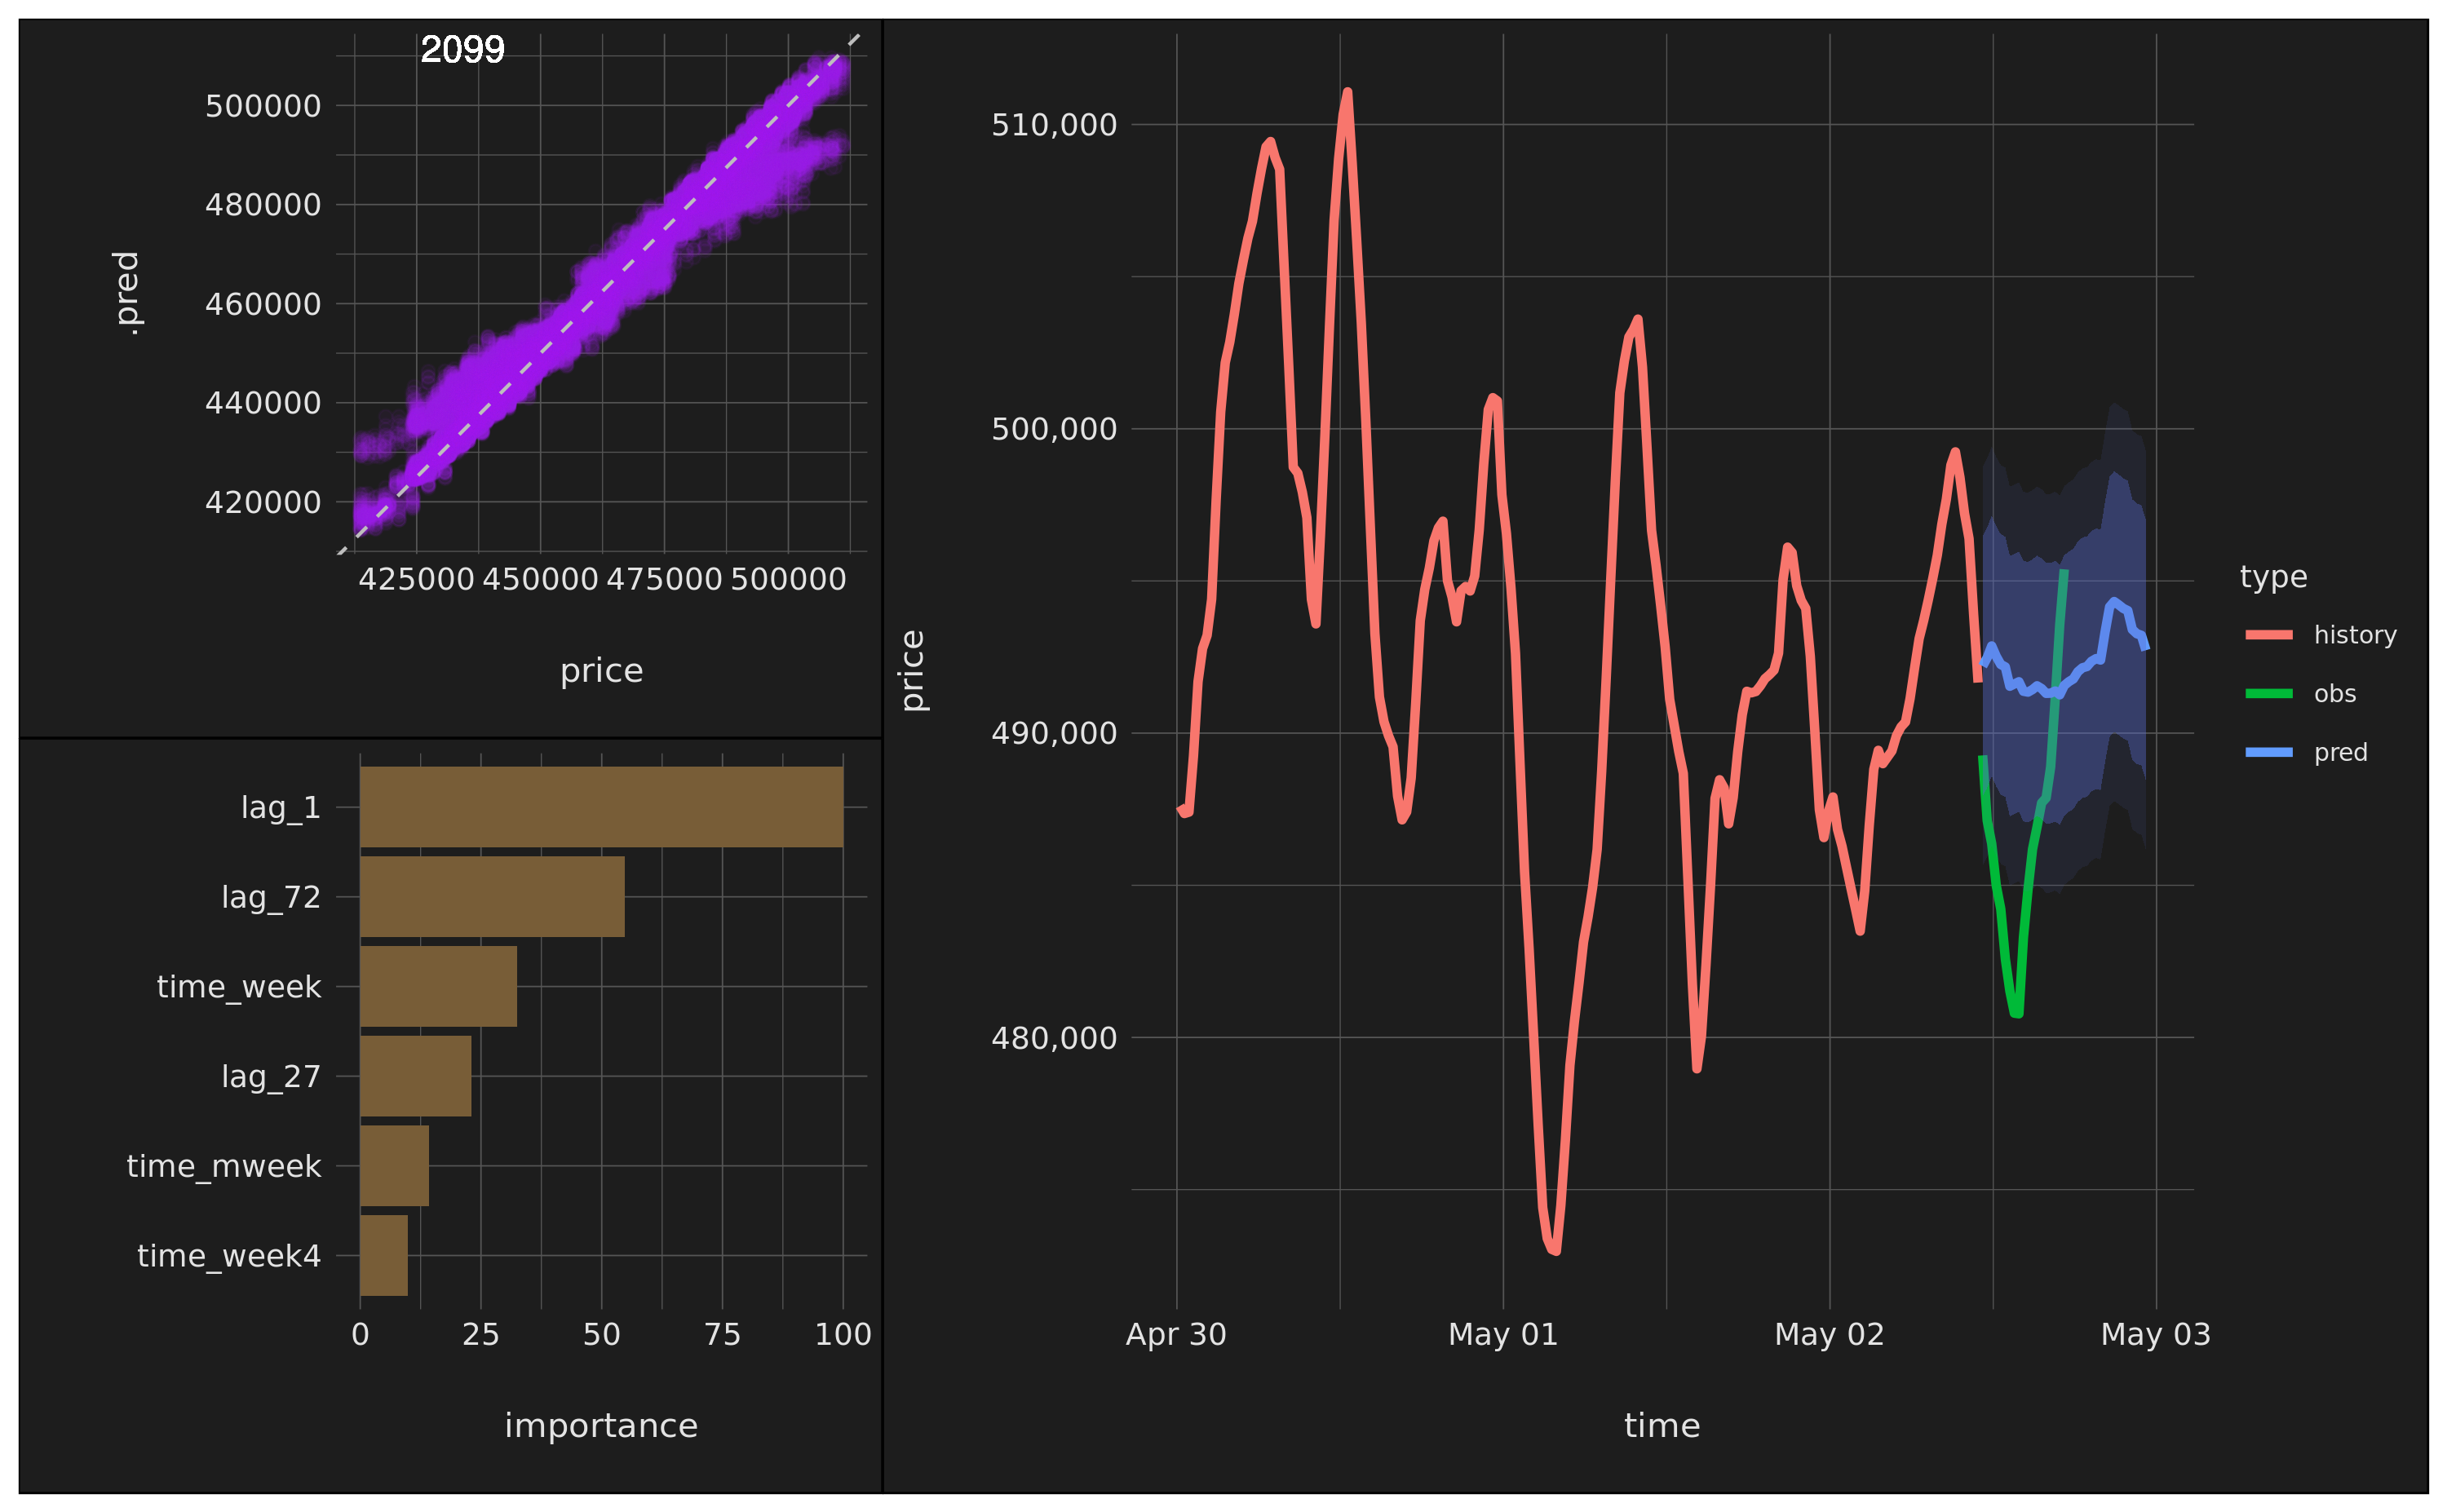 2099
500000
480000
460000
440000
420000
.pred
425000 450000 475000 500000
price
lag_1
lag_72
time_week
lag_27
time_mweek
time_week4
0 25 50 75 100
importance
510,000
500,000
490,000
480,000
price
Apr 30 May 01 May 02 May 03
time
type
history
obs
pred